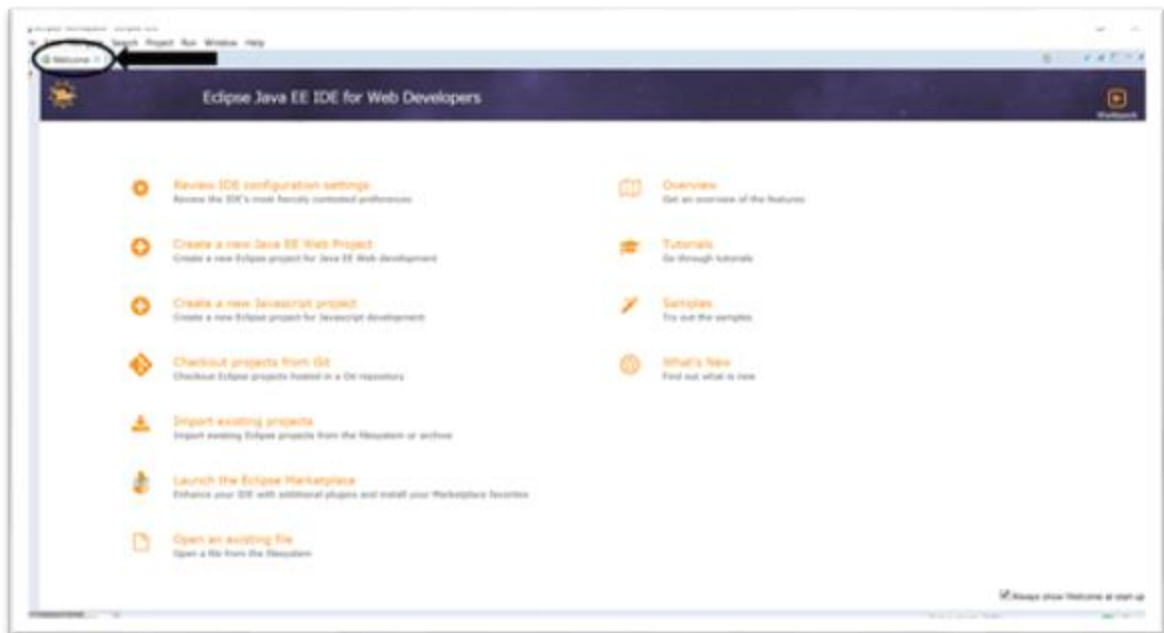 Search Project Run Window Help
Welcome
Eclipse Java EE IDE for Web Developers
Workbench
Review IDE configuration settings
Review the IDE's most fiercely contested preferences
Overview
Get an overview of the features
Create a new Java EE Web Project
Create a new Eclipse project for Java EE Web development
Tutorials
Go through tutorials
Create a new Javascript project
Create a new Eclipse project for Javascript development
Samples
Try out the samples
Checkout projects from Git
Checkout Eclipse projects hosted in a Git repository
What's New
Find out what is new
Import existing projects
Import existing Eclipse projects from the filesystem or archive
Launch the Eclipse Marketplace
Enhance your IDE with additional plugins and install your Marketplace favorites
Open an existing file
Open a file from the filesystem
Always show Welcome at start up